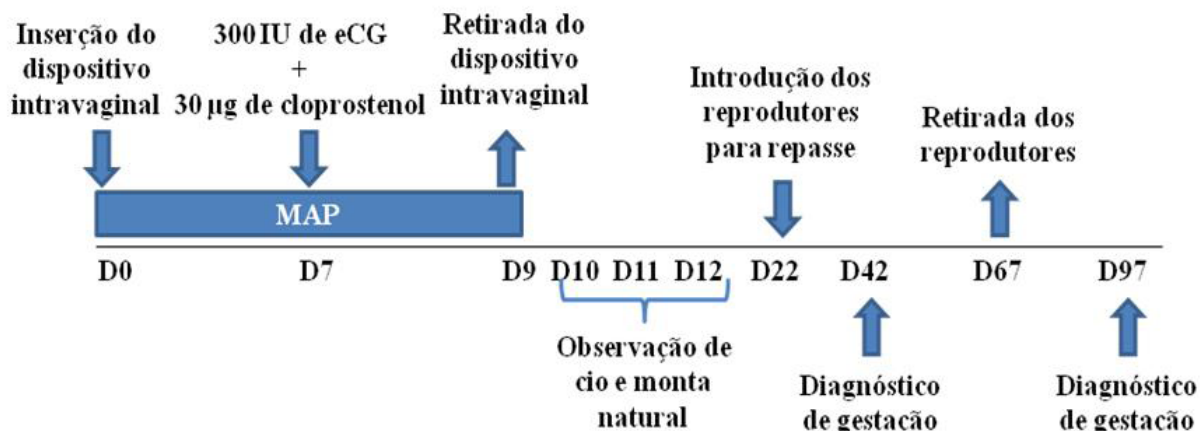 Inserção do
dispositivo
intravaginal
300 IU de eCG
+
30 µg de cloprostenol
Retirada do
dispositivo
intravaginal
Introdução dos
reprodutores
para repasse
Retirada dos
reprodutores
MAP
D0 D7 D9 D10 D11 D12 D22 D42 D67 D97
Observação de
cio e monta
natural
Diagnóstico
de gestação
Diagnóstico
de gestação